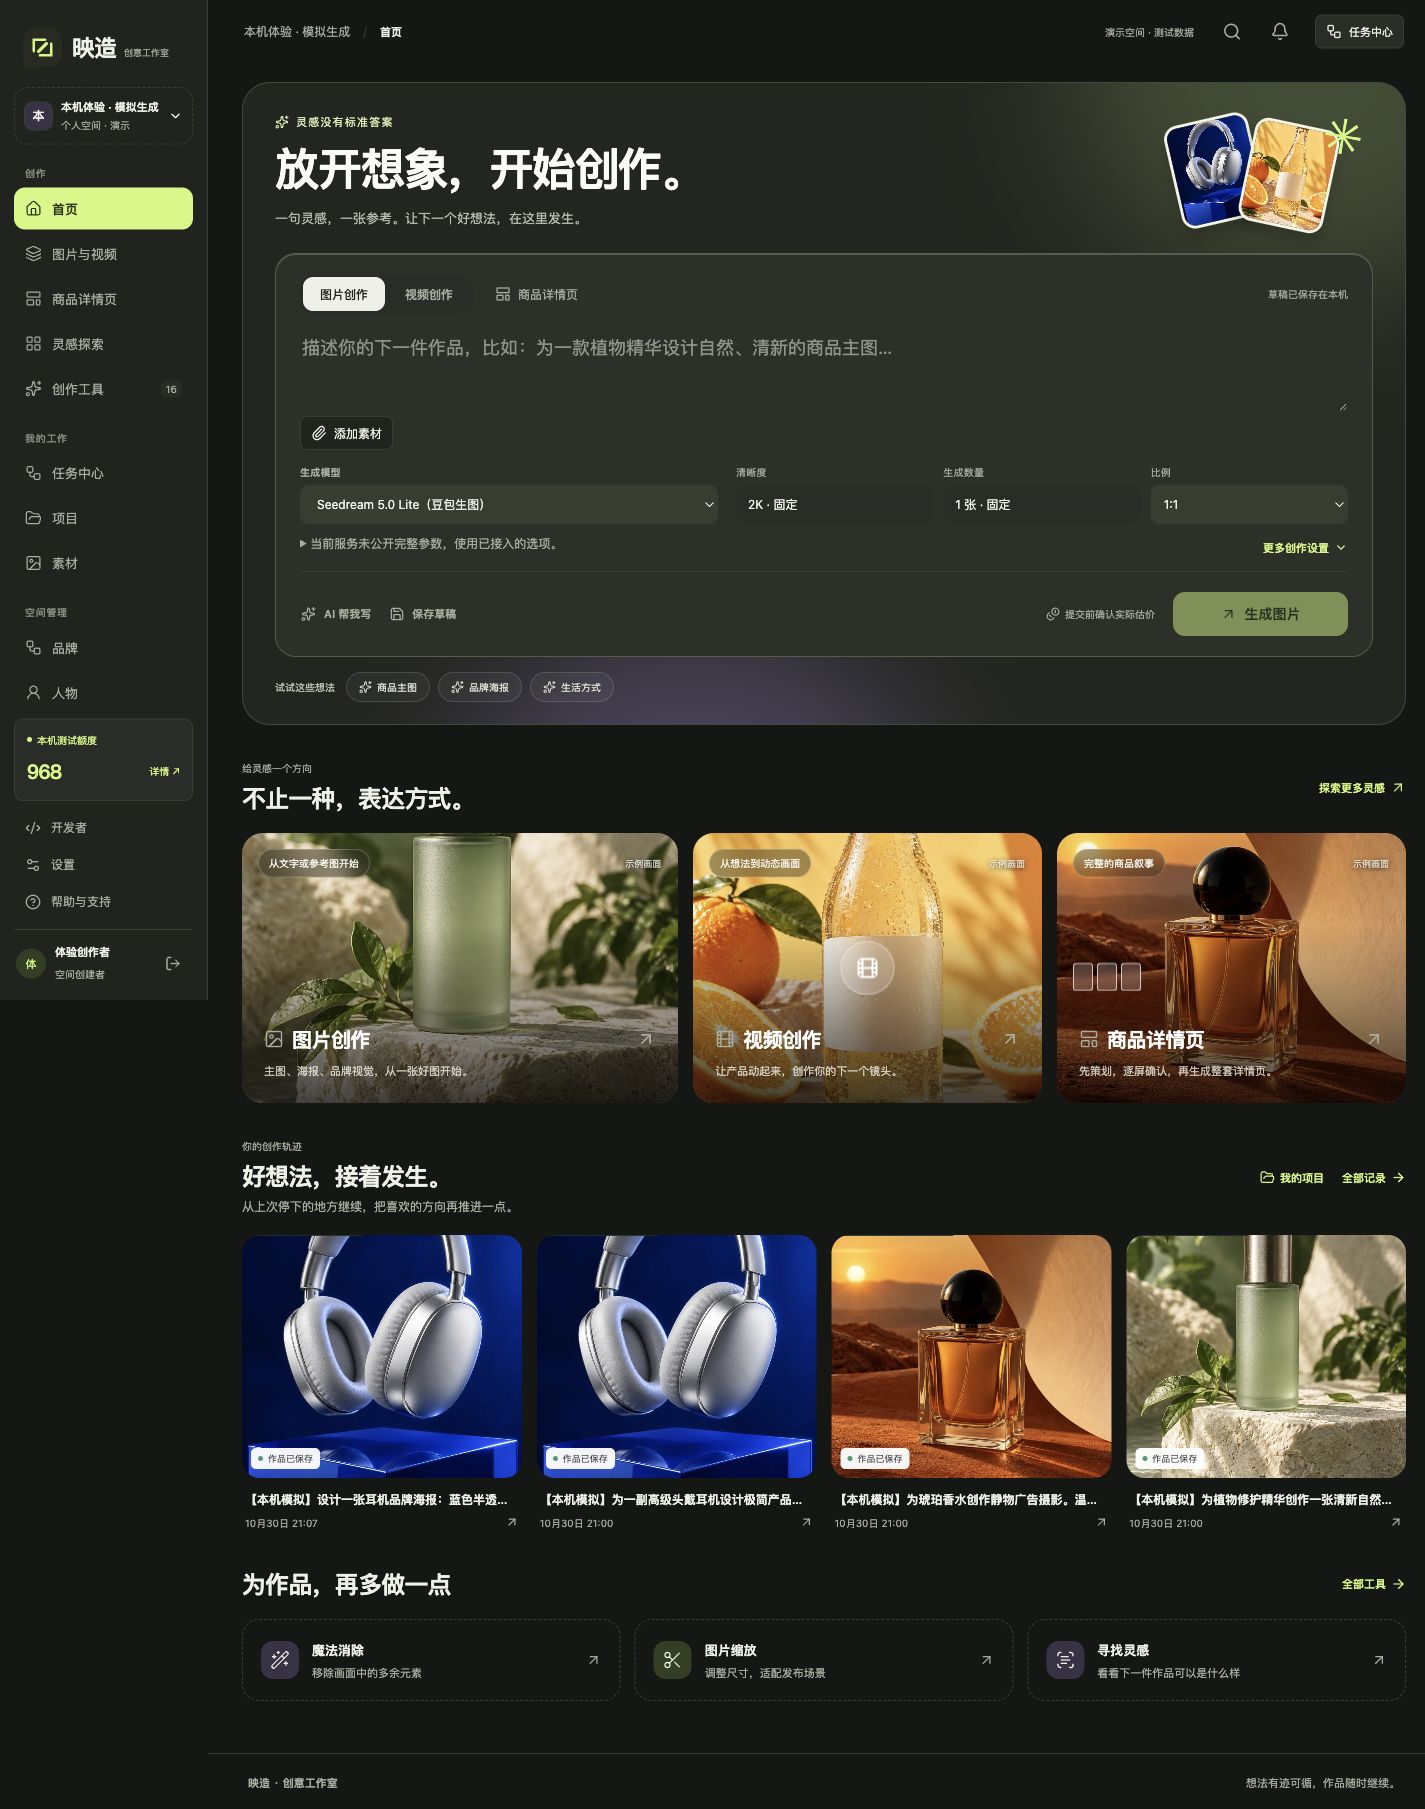 映造 创意工作室
本
本机体验 · 模拟生成
个人空间 · 演示
创作
首页
图片与视频
商品详情页
灵感探索
创作工具 16
我的工作
任务中心
项目
素材
空间管理
品牌
人物
本机测试额度
968 详情
开发者
设置
帮助与支持
体
体验创作者
空间创建者
本机体验 · 模拟生成 / 首页
演示空间 · 测试数据
任务中心
灵感没有标准答案
放开想象，开始创作。
一句灵感，一张参考。让下一个好想法，在这里发生。
图片创作 视频创作 商品详情页 草稿已保存在本机
描述你的下一件作品，比如：为一款植物精华设计自然、清新的商品主图...
添加素材
生成模型 清晰度 生成数量 比例
Seedream 5.0 Lite（豆包生图） 2K · 固定 1 张 · 固定 1:1
当前服务未公开完整参数，使用已接入的选项。
更多创作设置
AI 帮我写 保存草稿 提交前确认实际估价 生成图片
试试这些想法 商品主图 品牌海报 生活方式
给灵感一个方向
不止一种，表达方式。
探索更多灵感
从文字或参考图开始 示例画面
图片创作
主图、海报、品牌视觉，从一张好图开始。
从想法到动态画面 示例画面
视频创作
让产品动起来，创作你的下一个镜头。
完整的商品叙事 示例画面
商品详情页
先策划，逐屏确认，再生成整套详情页。
你的创作轨迹
好想法，接着发生。
从上次停下的地方继续，把喜欢的方向再推进一点。
我的项目 全部记录
作品已保存
【本机模拟】设计一张耳机品牌海报：蓝色半透...
10月30日 21:07
作品已保存
【本机模拟】为一副高级头戴耳机设计极简产品...
10月30日 21:00
作品已保存
【本机模拟】为琥珀香水创作静物广告摄影。温...
10月30日 21:00
作品已保存
【本机模拟】为植物修护精华创作一张清新自然...
10月30日 21:00
为作品，再多做一点
全部工具
魔法消除
移除画面中的多余元素
图片缩放
调整尺寸，适配发布场景
寻找灵感
看看下一件作品可以是什么样
映造 · 创意工作室
想法有迹可循，作品随时继续。